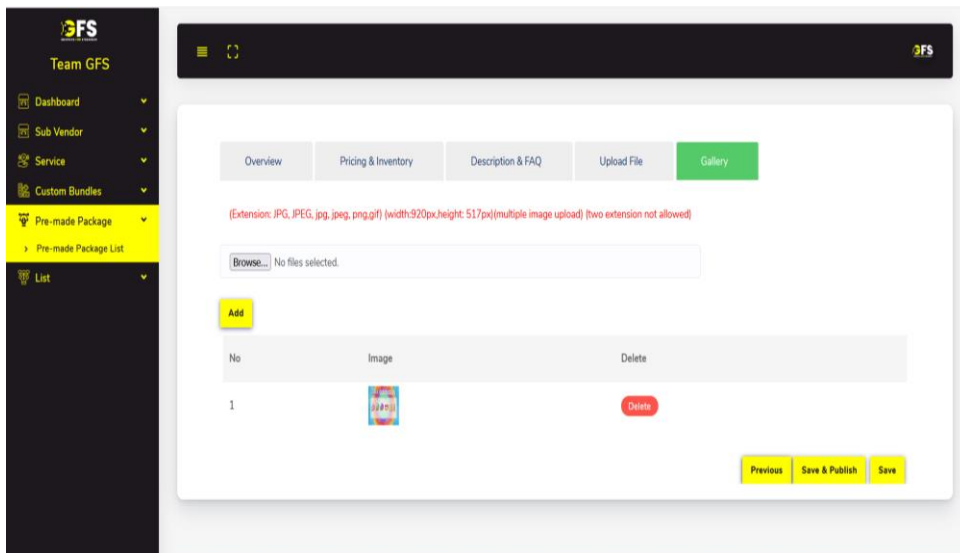 GFS
Team GFS
Dashboard
Sub Vendor
Service
Custom Bundles
Pre-made Package
Pre-made Package List
List
GFS
Overview Pricing & Inventory Description & FAQ Upload File Gallery
(Extension: JPG, JPEG, jpg, jpeg, png,gif) (width:920px,height: 517px)(multiple image upload) (two extension not allowed)
Browse... No files selected.
Add
No Image Delete
1 Delete
Previous Save & Publish Save